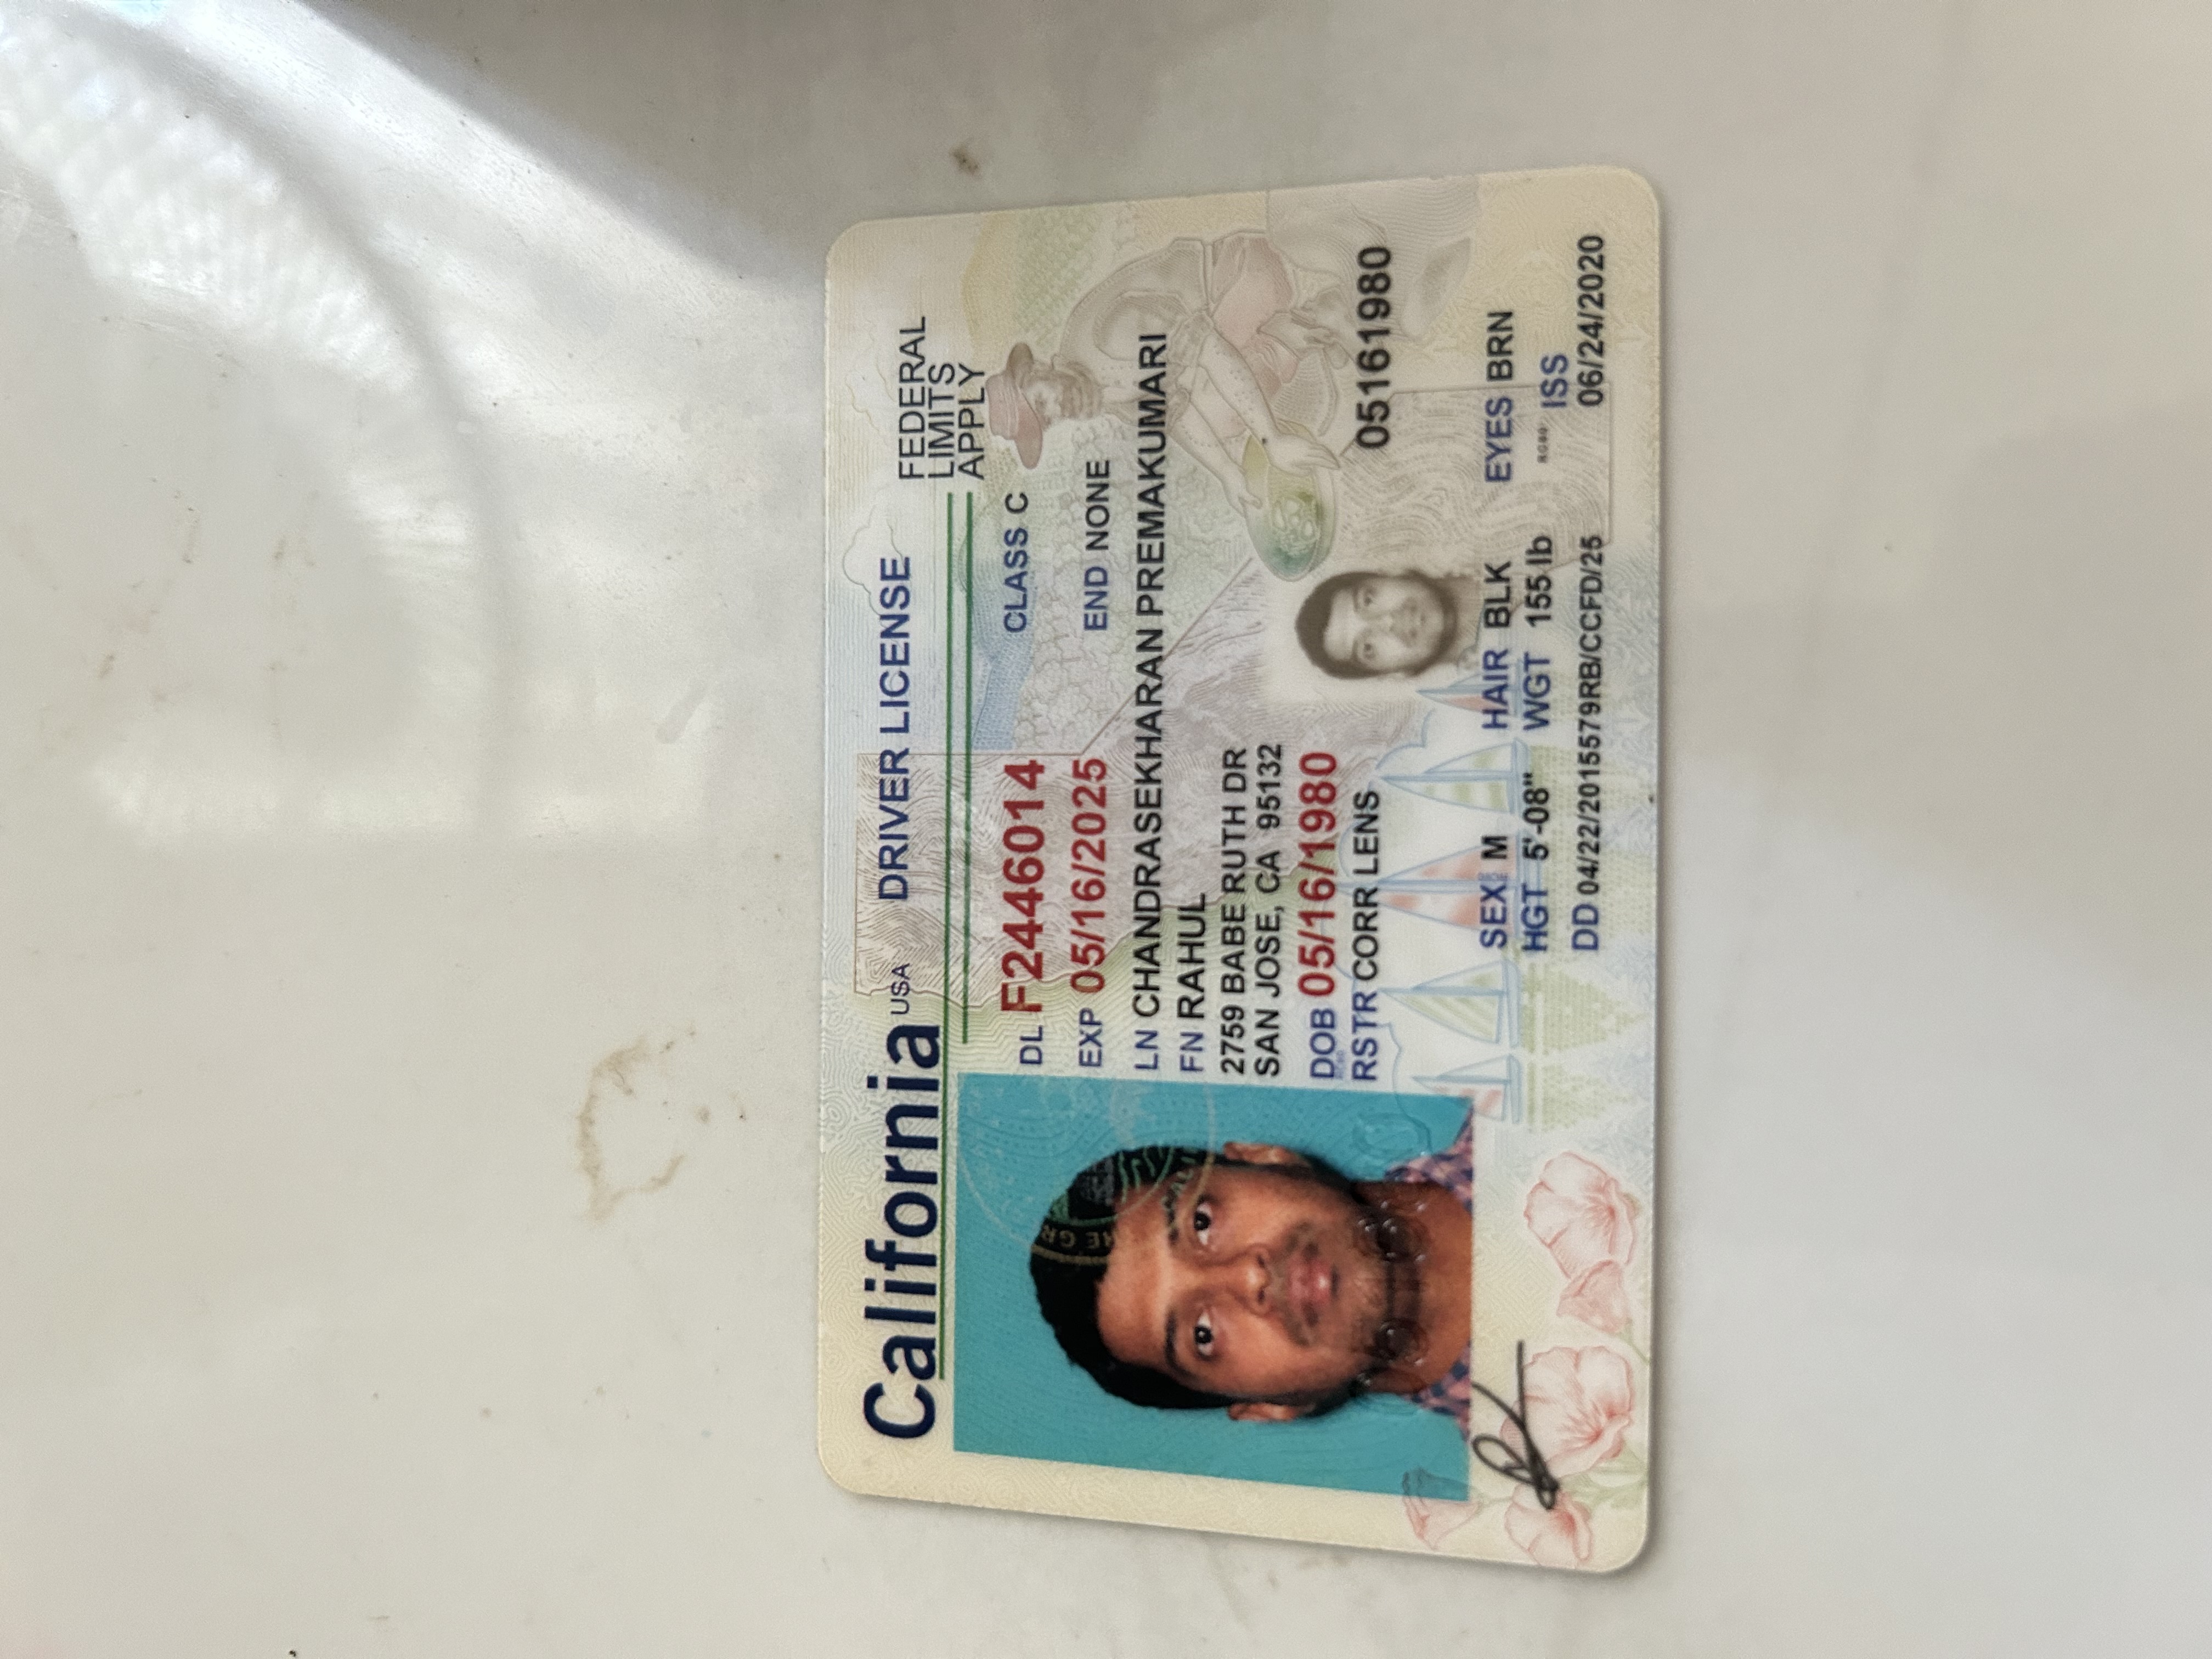 California USA DRIVER LICENSE
FEDERAL
LIMITS
APPLY
DL F2446014 CLASS C
EXP 05/16/2025 END NONE
LN CHANDRASEKHARAN PREMAKUMARI
FN RAHUL
2759 BABE RUTH DR
SAN JOSE, CA 95132
DOB 05/16/1980
RSTR CORR LENS
05161980
SEX M HAIR BLK EYES BRN
HGT 5'-08" WGT 155 lb
ISS
DD 04/22/2015579RB/CCFD/25 06/24/2020